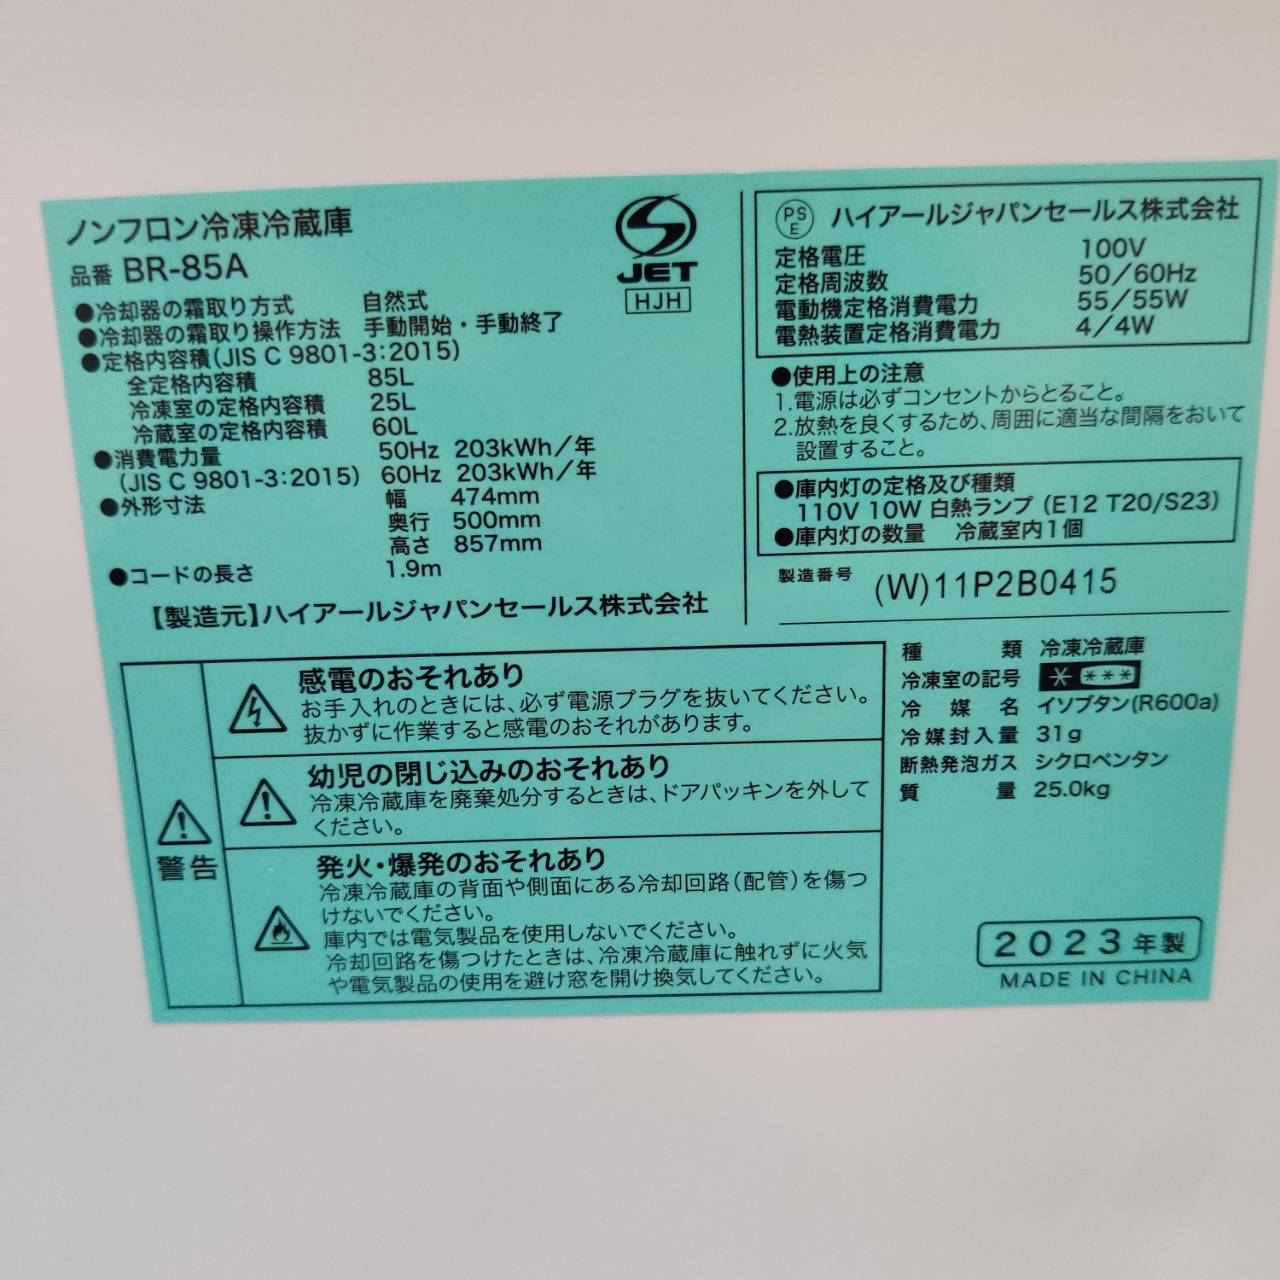 ノンフロン冷凍冷蔵庫
品番 BR-85A
●冷却器の霜取り方式 自然式
●冷却器の霜取り操作方法 手動開始・手動終了
●定格内容積(JIS C 9801-3:2015)
全定格内容積 85L
冷凍室の定格内容積 25L
冷蔵室の定格内容積 60L
●消費電力量 50Hz 203kWh/年
(JIS C 9801-3:2015) 60Hz 203kWh/年
●外形寸法 幅 474mm
奥行 500mm
高さ 857mm
●コードの長さ 1.9m
【製造元】ハイアールジャパンセールス株式会社
JET
HJH
PS
E
ハイアールジャパンセールス株式会社
定格電圧 100V
定格周波数 50/60Hz
電動機定格消費電力 55/55W
電熱装置定格消費電力 4/4W
●使用上の注意
1.電源は必ずコンセントからとること。
2.放熱を良くするため、周囲に適当な間隔をおいて
設置すること。
●庫内灯の定格及び種類
110V 10W 白熱ランプ (E12 T20/S23)
●庫内灯の数量 冷蔵室内1個
製造番号 (W)11P2B0415
警告
感電のおそれあり
お手入れのときには、必ず電源プラグを抜いてください。
抜かずに作業すると感電のおそれがあります。
幼児の閉じ込みのおそれあり
冷凍冷蔵庫を廃棄処分するときは、ドアパッキンを外して
ください。
発火・爆発のおそれあり
冷凍冷蔵庫の背面や側面にある冷却回路(配管)を傷つ
けないでください。
庫内では電気製品を使用しないでください。
冷却回路を傷つけたときは、冷凍冷蔵庫に触れずに火気
や電気製品の使用を避け窓を開け換気してください。
種類 冷凍冷蔵庫
冷凍室の記号 * ***
冷媒名 イソブタン(R600a)
冷媒封入量 31g
断熱発泡ガス シクロペンタン
質量 25.0kg
2023年製
MADE IN CHINA